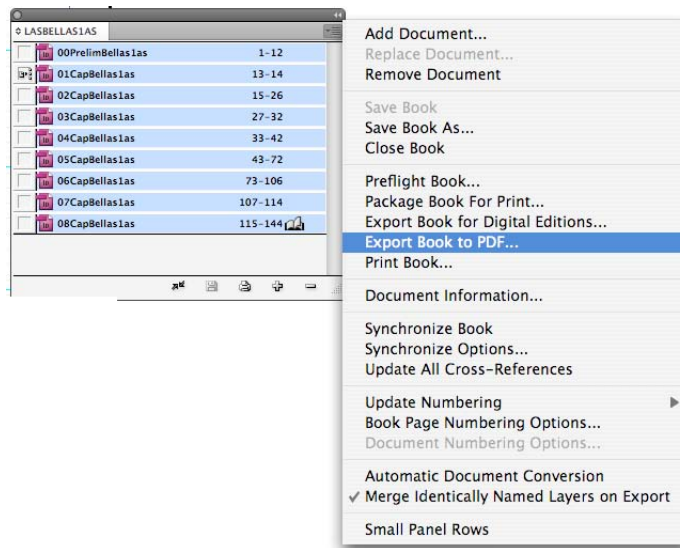 LASBELLAS1AS
00PrelimBellas1as 1-12
01CapBellas1as 13-14
02CapBellas1as 15-26
03CapBellas1as 27-32
04CapBellas1as 33-42
05CapBellas1as 43-72
06CapBellas1as 73-106
07CapBellas1as 107-114
08CapBellas1as 115-144
Add Document...
Replace Document...
Remove Document
Save Book
Save Book As...
Close Book
Preflight Book...
Package Book For Print...
Export Book for Digital Editions...
Export Book to PDF...
Print Book...
Document Information...
Synchronize Book
Synchronize Options...
Update All Cross-References
Update Numbering
Book Page Numbering Options...
Document Numbering Options...
Automatic Document Conversion
Merge Identically Named Layers on Export
Small Panel Rows